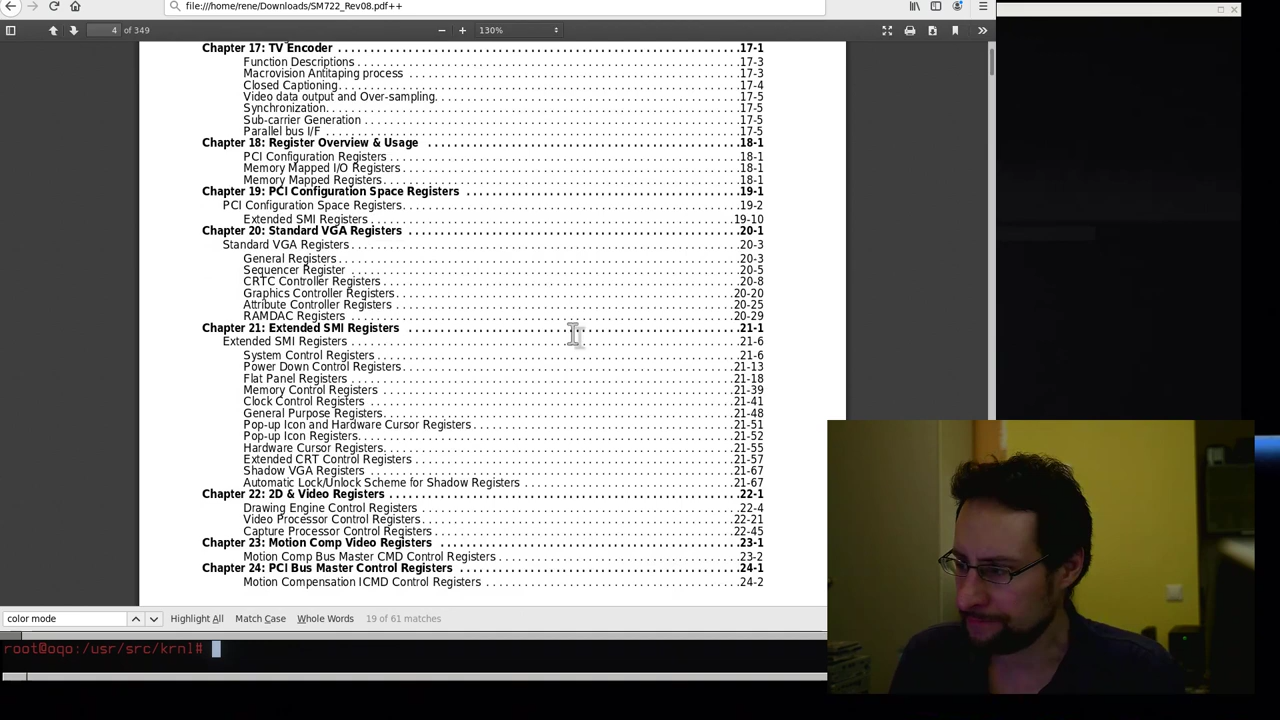 file:///home/rene/Downloads/SM722_Rev08.pdf++
4 of 349
130%
Chapter 17: TV Encoder 17-1
Function Descriptions 17-3
Macrovision Antitaping process 17-3
Closed Captioning 17-4
Video data output and Over-sampling 17-5
Synchronization 17-5
Sub-carrier Generation 17-5
Parallel bus I/F 17-5
Chapter 18: Register Overview & Usage 18-1
PCI Configuration Registers 18-1
Memory Mapped I/O Registers 18-1
Memory Mapped Registers 18-1
Chapter 19: PCI Configuration Space Registers 19-1
PCI Configuration Space Registers 19-2
Extended SMI Registers 19-10
Chapter 20: Standard VGA Registers 20-1
Standard VGA Registers 20-3
General Registers 20-3
Sequencer Register 20-5
CRTC Controller Registers 20-8
Graphics Controller Registers 20-20
Attribute Controller Registers 20-25
RAMDAC Registers 20-29
Chapter 21: Extended SMI Registers 21-1
Extended SMI Registers 21-6
System Control Registers 21-6
Power Down Control Registers 21-13
Flat Panel Registers 21-18
Memory Control Registers 21-39
Clock Control Registers 21-41
General Purpose Registers 21-48
Pop-up Icon and Hardware Cursor Registers 21-51
Pop-up Icon Registers 21-52
Hardware Cursor Registers 21-55
Extended CRT Control Registers 21-57
Shadow VGA Registers 21-67
Automatic Lock/Unlock Scheme for Shadow Registers 21-67
Chapter 22: 2D & Video Registers 22-1
Drawing Engine Control Registers 22-4
Video Processor Control Registers 22-21
Capture Processor Control Registers 22-45
Chapter 23: Motion Comp Video Registers 23-1
Motion Comp Bus Master CMD Control Registers 23-2
Chapter 24: PCI Bus Master Control Registers 24-1
Motion Compensation ICMD Control Registers 24-2
color mode Highlight All Match Case Whole Words 19 of 61 matches
root@oqo:/usr/src/krnl#